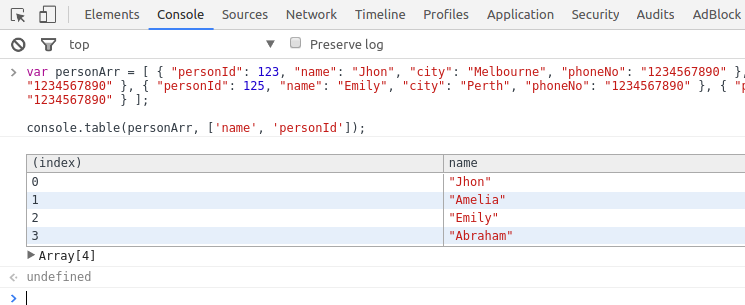 Elements Console Sources Network Timeline Profiles Application Security Audits AdBlock
top Preserve log
var personArr = [ { "personId": 123, "name": "Jhon", "city": "Melbourne", "phoneNo": "1234567890" },
"1234567890" }, { "personId": 125, "name": "Emily", "city": "Perth", "phoneNo": "1234567890" }, { "p
"1234567890" } ];
console.table(personArr, ['name', 'personId']);
(index) name
0 "Jhon"
1 "Amelia"
2 "Emily"
3 "Abraham"
Array[4]
undefined